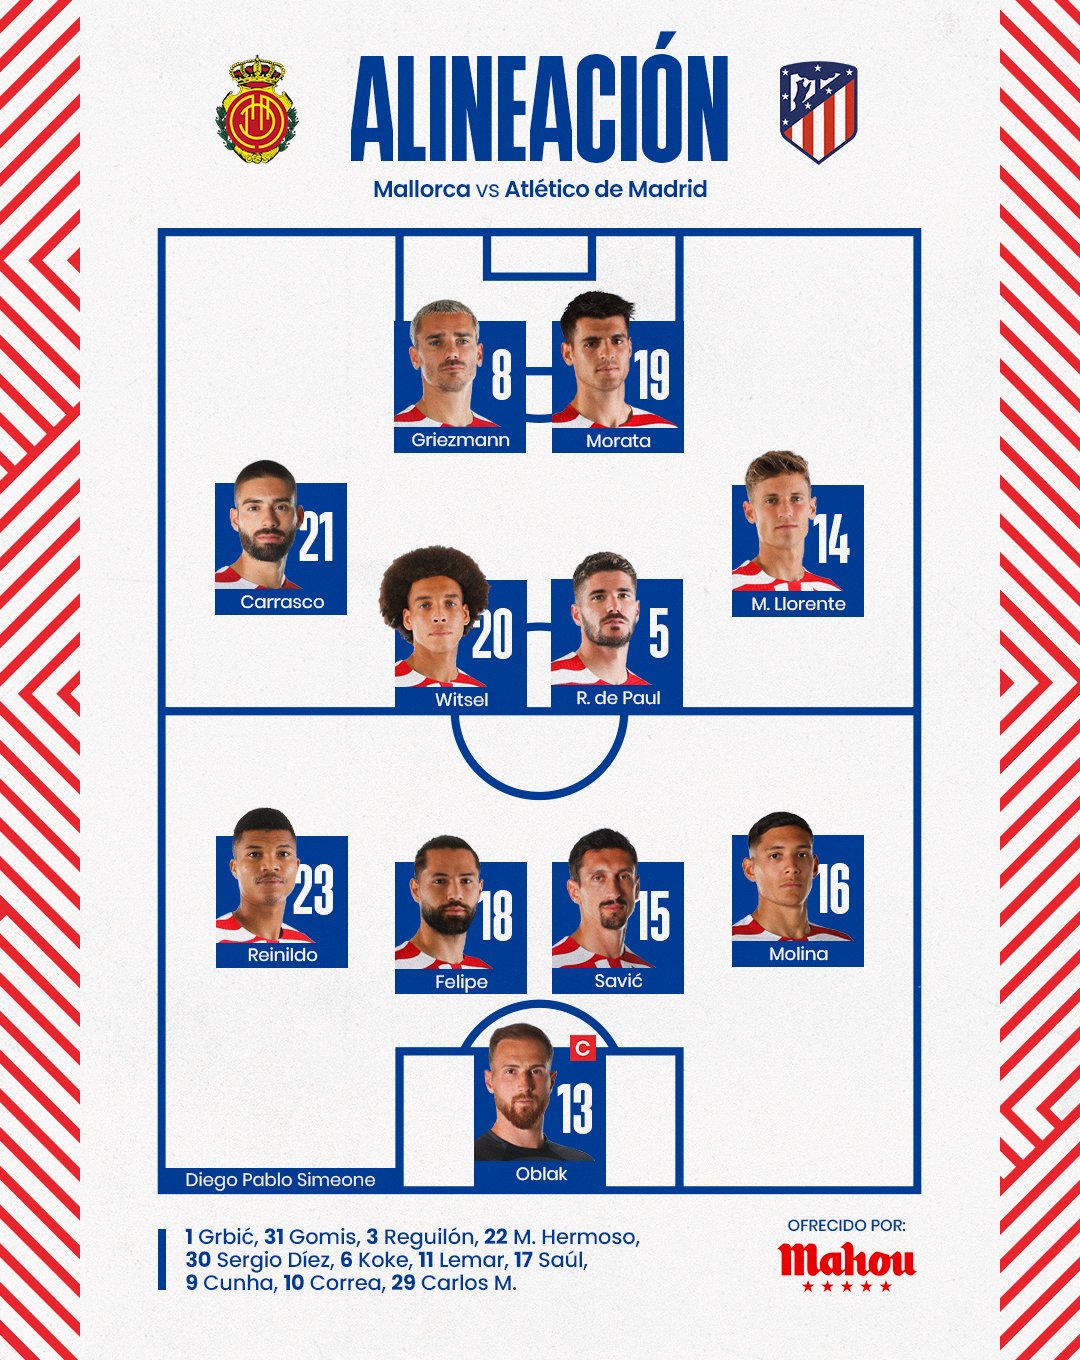 ALINEACIÓN
Mallorca vs Atlético de Madrid
8
Griezmann
19
Morata
21
Carrasco
14
M. Llorente
20
Witsel
5
R. de Paul
23
Reinildo
18
Felipe
15
Savić
16
Molina
C
13
Oblak
Diego Pablo Simeone
1 Grbić, 31 Gomis, 3 Reguilón, 22 M. Hermoso,
30 Sergio Díez, 6 Koke, 11 Lemar, 17 Saúl,
9 Cunha, 10 Correa, 29 Carlos M.
OFRECIDO POR:
Mahou